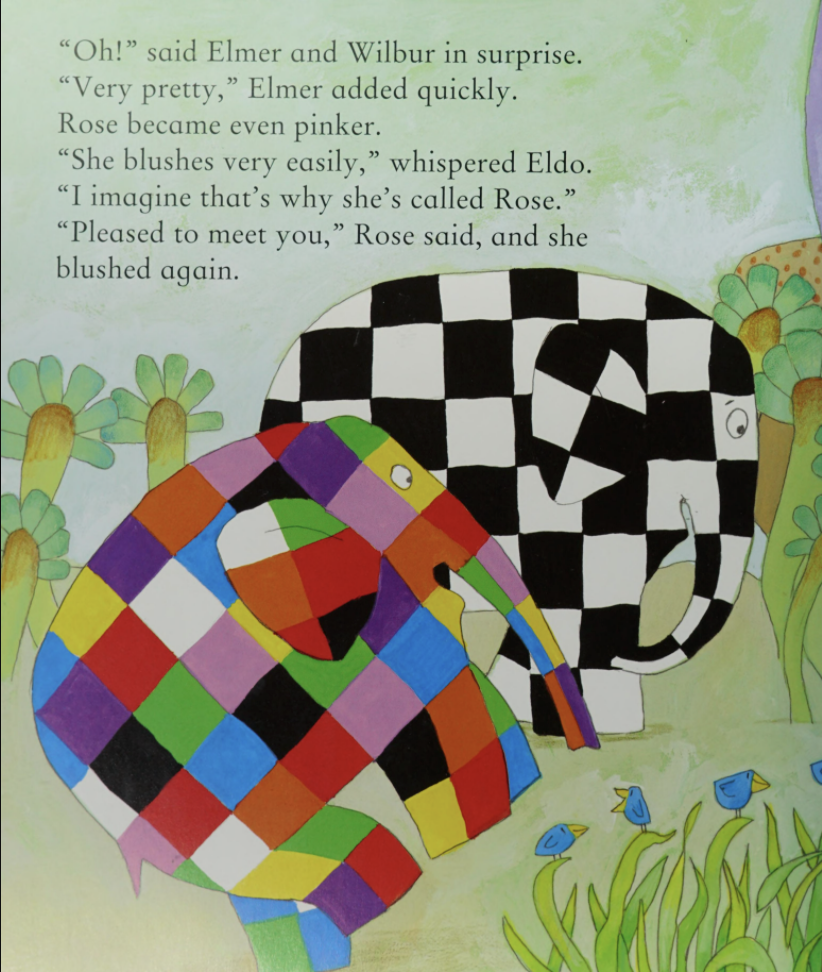 “Oh!” said Elmer and Wilbur in surprise.
“Very pretty,” Elmer added quickly.
Rose became even pinker.
“She blushes very easily,” whispered Eldo.
“I imagine that’s why she’s called Rose.”
“Pleased to meet you,” Rose said, and she
blushed again.